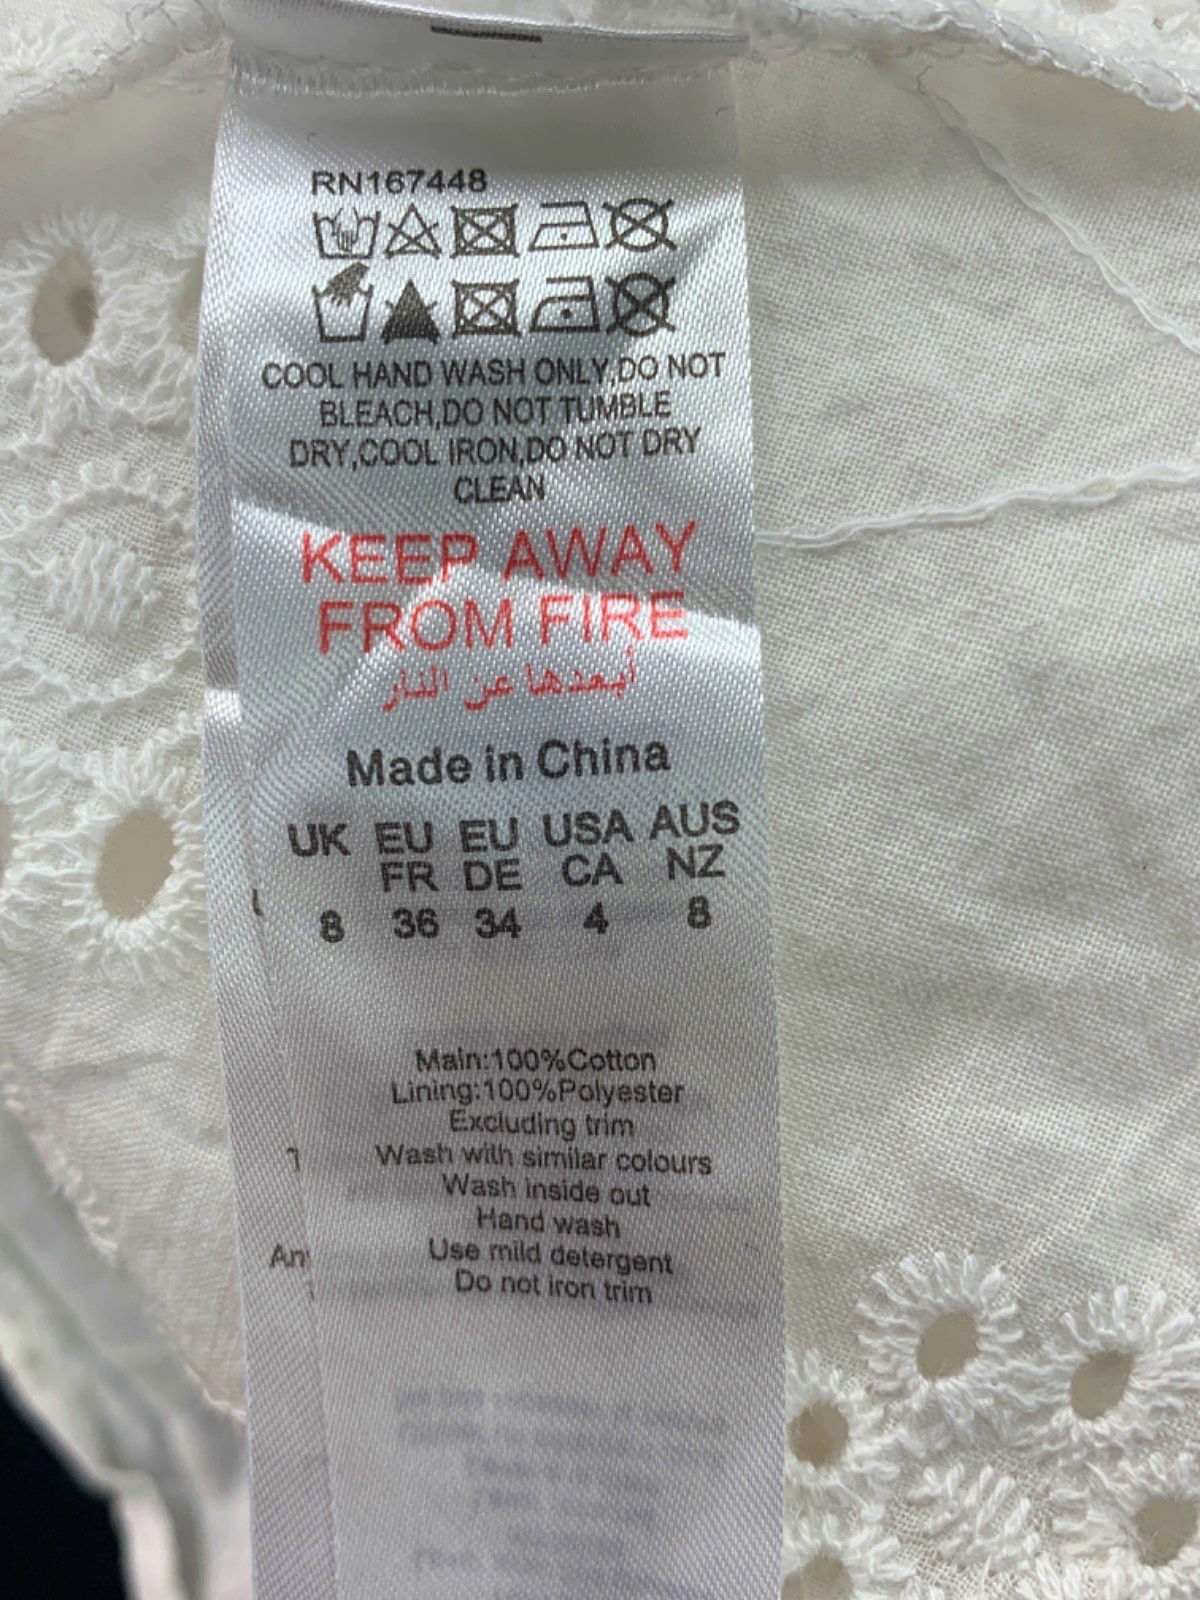 RN167448
COOL HAND WASH ONLY,DO NOT
BLEACH,DO NOT TUMBLE
DRY,COOL IRON,DO NOT DRY
CLEAN
KEEP AWAY
FROM FIRE
أبعدها عن النار
Made in China
UK EU EU USA AUS
FR DE CA NZ
8 36 34 4 8
Main:100%Cotton
Lining:100%Polyester
Excluding trim
Wash with similar colours
Wash inside out
Hand wash
Use mild detergent
Do not iron trim